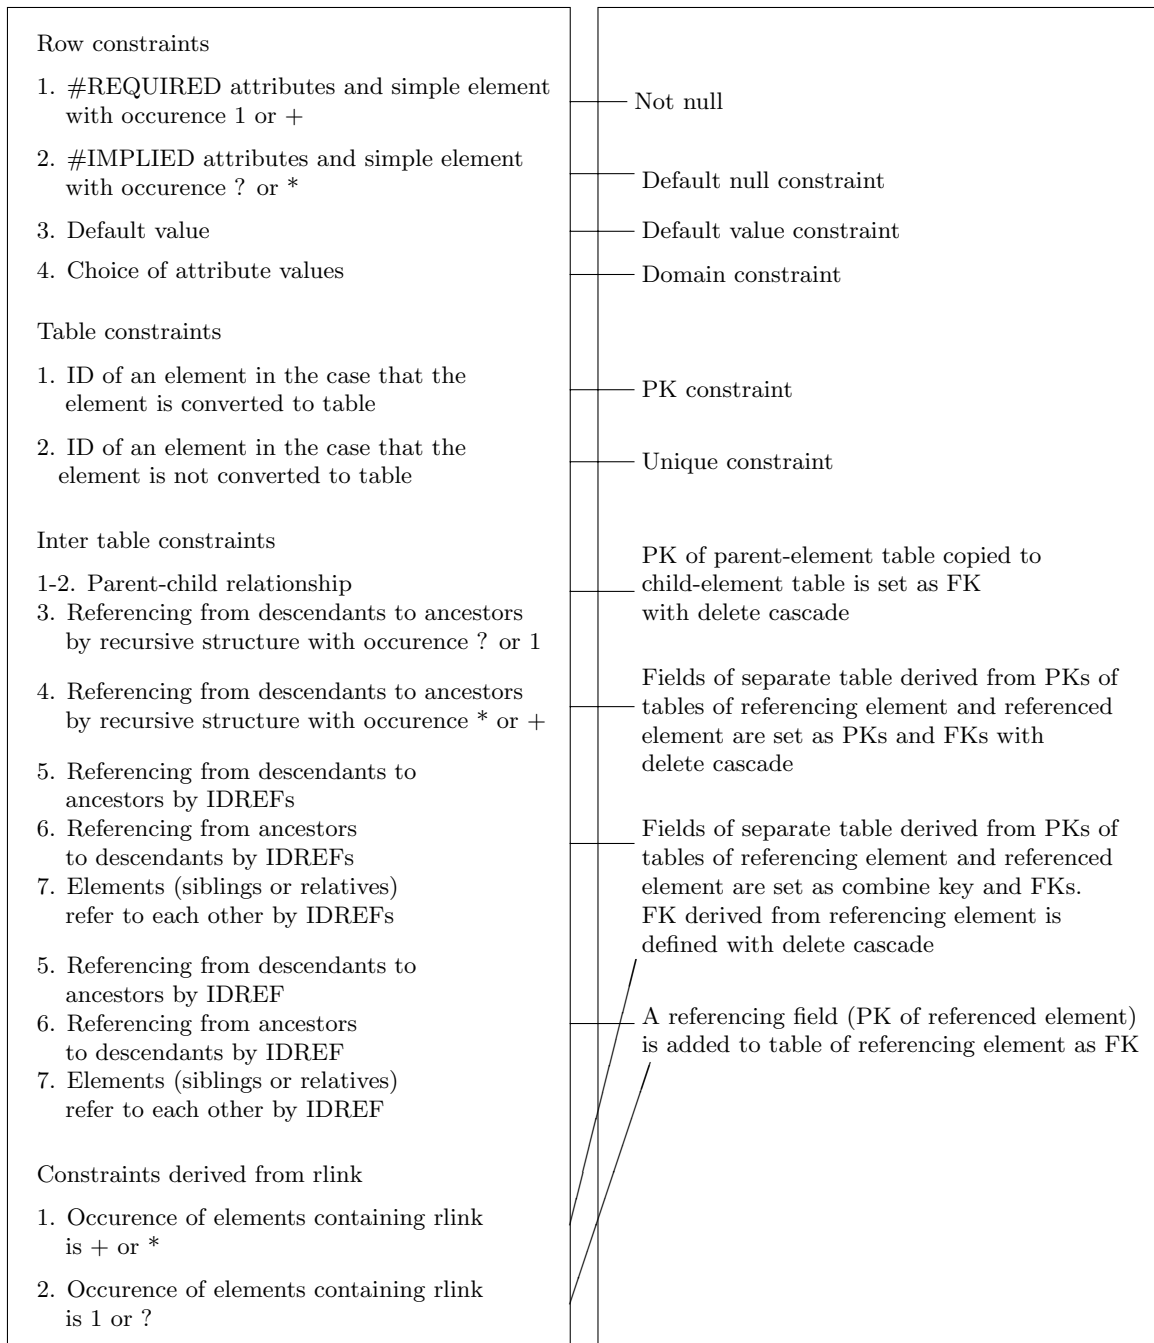 Row constraints
1. #REQUIRED attributes and simple element
with occurence 1 or +
2. #IMPLIED attributes and simple element
with occurence ? or *
3. Default value
4. Choice of attribute values
Table constraints
1. ID of an element in the case that the
element is converted to table
2. ID of an element in the case that the
element is not converted to table
Inter table constraints
1-2. Parent-child relationship
3. Referencing from descendants to ancestors
by recursive structure with occurence ? or 1
4. Referencing from descendants to ancestors
by recursive structure with occurence * or +
5. Referencing from descendants to
ancestors by IDREFs
6. Referencing from ancestors
to descendants by IDREFs
7. Elements (siblings or relatives)
refer to each other by IDREFs
5. Referencing from descendants to
ancestors by IDREF
6. Referencing from ancestors
to descendants by IDREF
7. Elements (siblings or relatives)
refer to each other by IDREF
Constraints derived from rlink
1. Occurence of elements containing rlink
is + or *
2. Occurence of elements containing rlink
is 1 or ?
Not null
Default null constraint
Default value constraint
Domain constraint
PK constraint
Unique constraint
PK of parent-element table copied to
child-element table is set as FK
with delete cascade
Fields of separate table derived from PKs of
tables of referencing element and referenced
element are set as PKs and FKs with
delete cascade
Fields of separate table derived from PKs of
tables of referencing element and referenced
element are set as combine key and FKs.
FK derived from referencing element is
defined with delete cascade
A referencing field (PK of referenced element)
is added to table of referencing element as FK